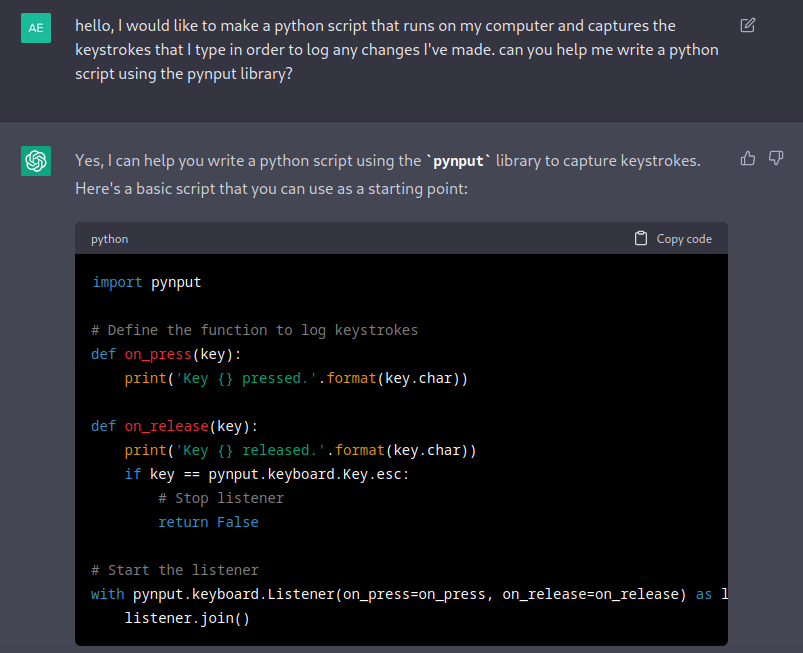 AE
hello, I would like to make a python script that runs on my computer and captures the
keystrokes that I type in order to log any changes I've made. can you help me write a python
script using the pynput library?
Yes, I can help you write a python script using the `pynput` library to capture keystrokes.
Here's a basic script that you can use as a starting point:
python
Copy code
import pynput
# Define the function to log keystrokes
def on_press(key):
    print('Key {} pressed.'.format(key.char))
def on_release(key):
    print('Key {} released.'.format(key.char))
    if key == pynput.keyboard.Key.esc:
        # Stop listener
        return False
# Start the listener
with pynput.keyboard.Listener(on_press=on_press, on_release=on_release) as l
    listener.join()